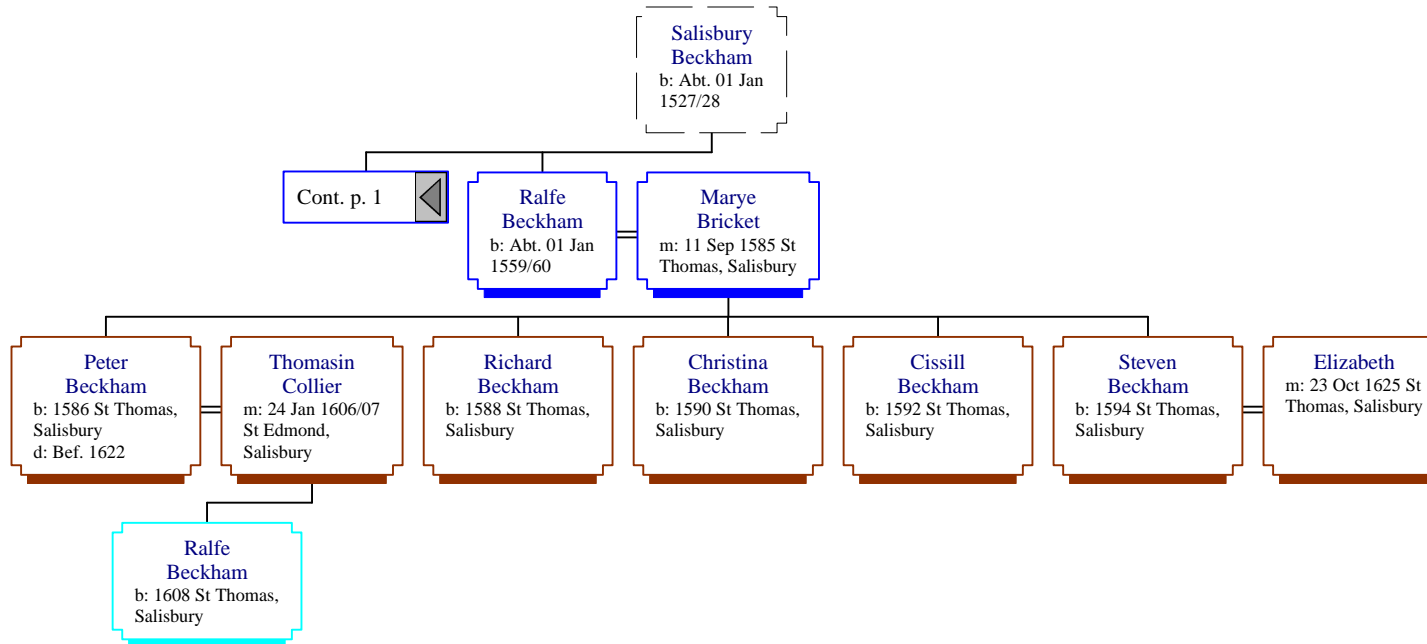 Salisbury
Beckham
b: Abt. 01 Jan
1527/28
Cont. p. 1
Ralfe
Beckham
b: Abt. 01 Jan
1559/60
Marye
Bricket
m: 11 Sep 1585 St
Thomas, Salisbury
Peter
Beckham
b: 1586 St Thomas,
Salisbury
d: Bef. 1622
Thomasin
Collier
m: 24 Jan 1606/07
St Edmond,
Salisbury
Richard
Beckham
b: 1588 St Thomas,
Salisbury
Christina
Beckham
b: 1590 St Thomas,
Salisbury
Cissill
Beckham
b: 1592 St Thomas,
Salisbury
Steven
Beckham
b: 1594 St Thomas,
Salisbury
Elizabeth
m: 23 Oct 1625 St
Thomas, Salisbury
Ralfe
Beckham
b: 1608 St Thomas,
Salisbury